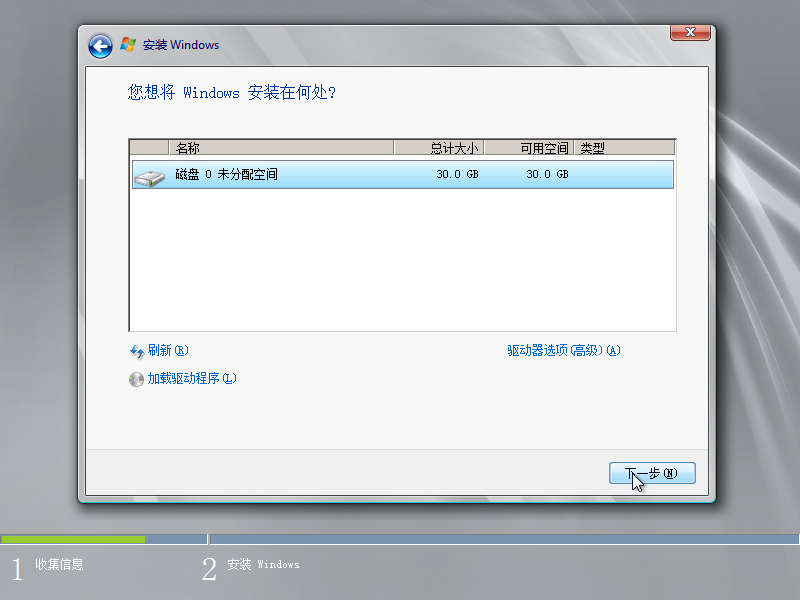 安装 Windows
您想将 Windows 安装在何处?
名称 总计大小 可用空间 类型
磁盘 0 未分配空间 30.0 GB 30.0 GB
刷新(R) 驱动器选项(高级)(A)
加载驱动程序(L)
下一步(N)
1 收集信息 2 安装 Windows